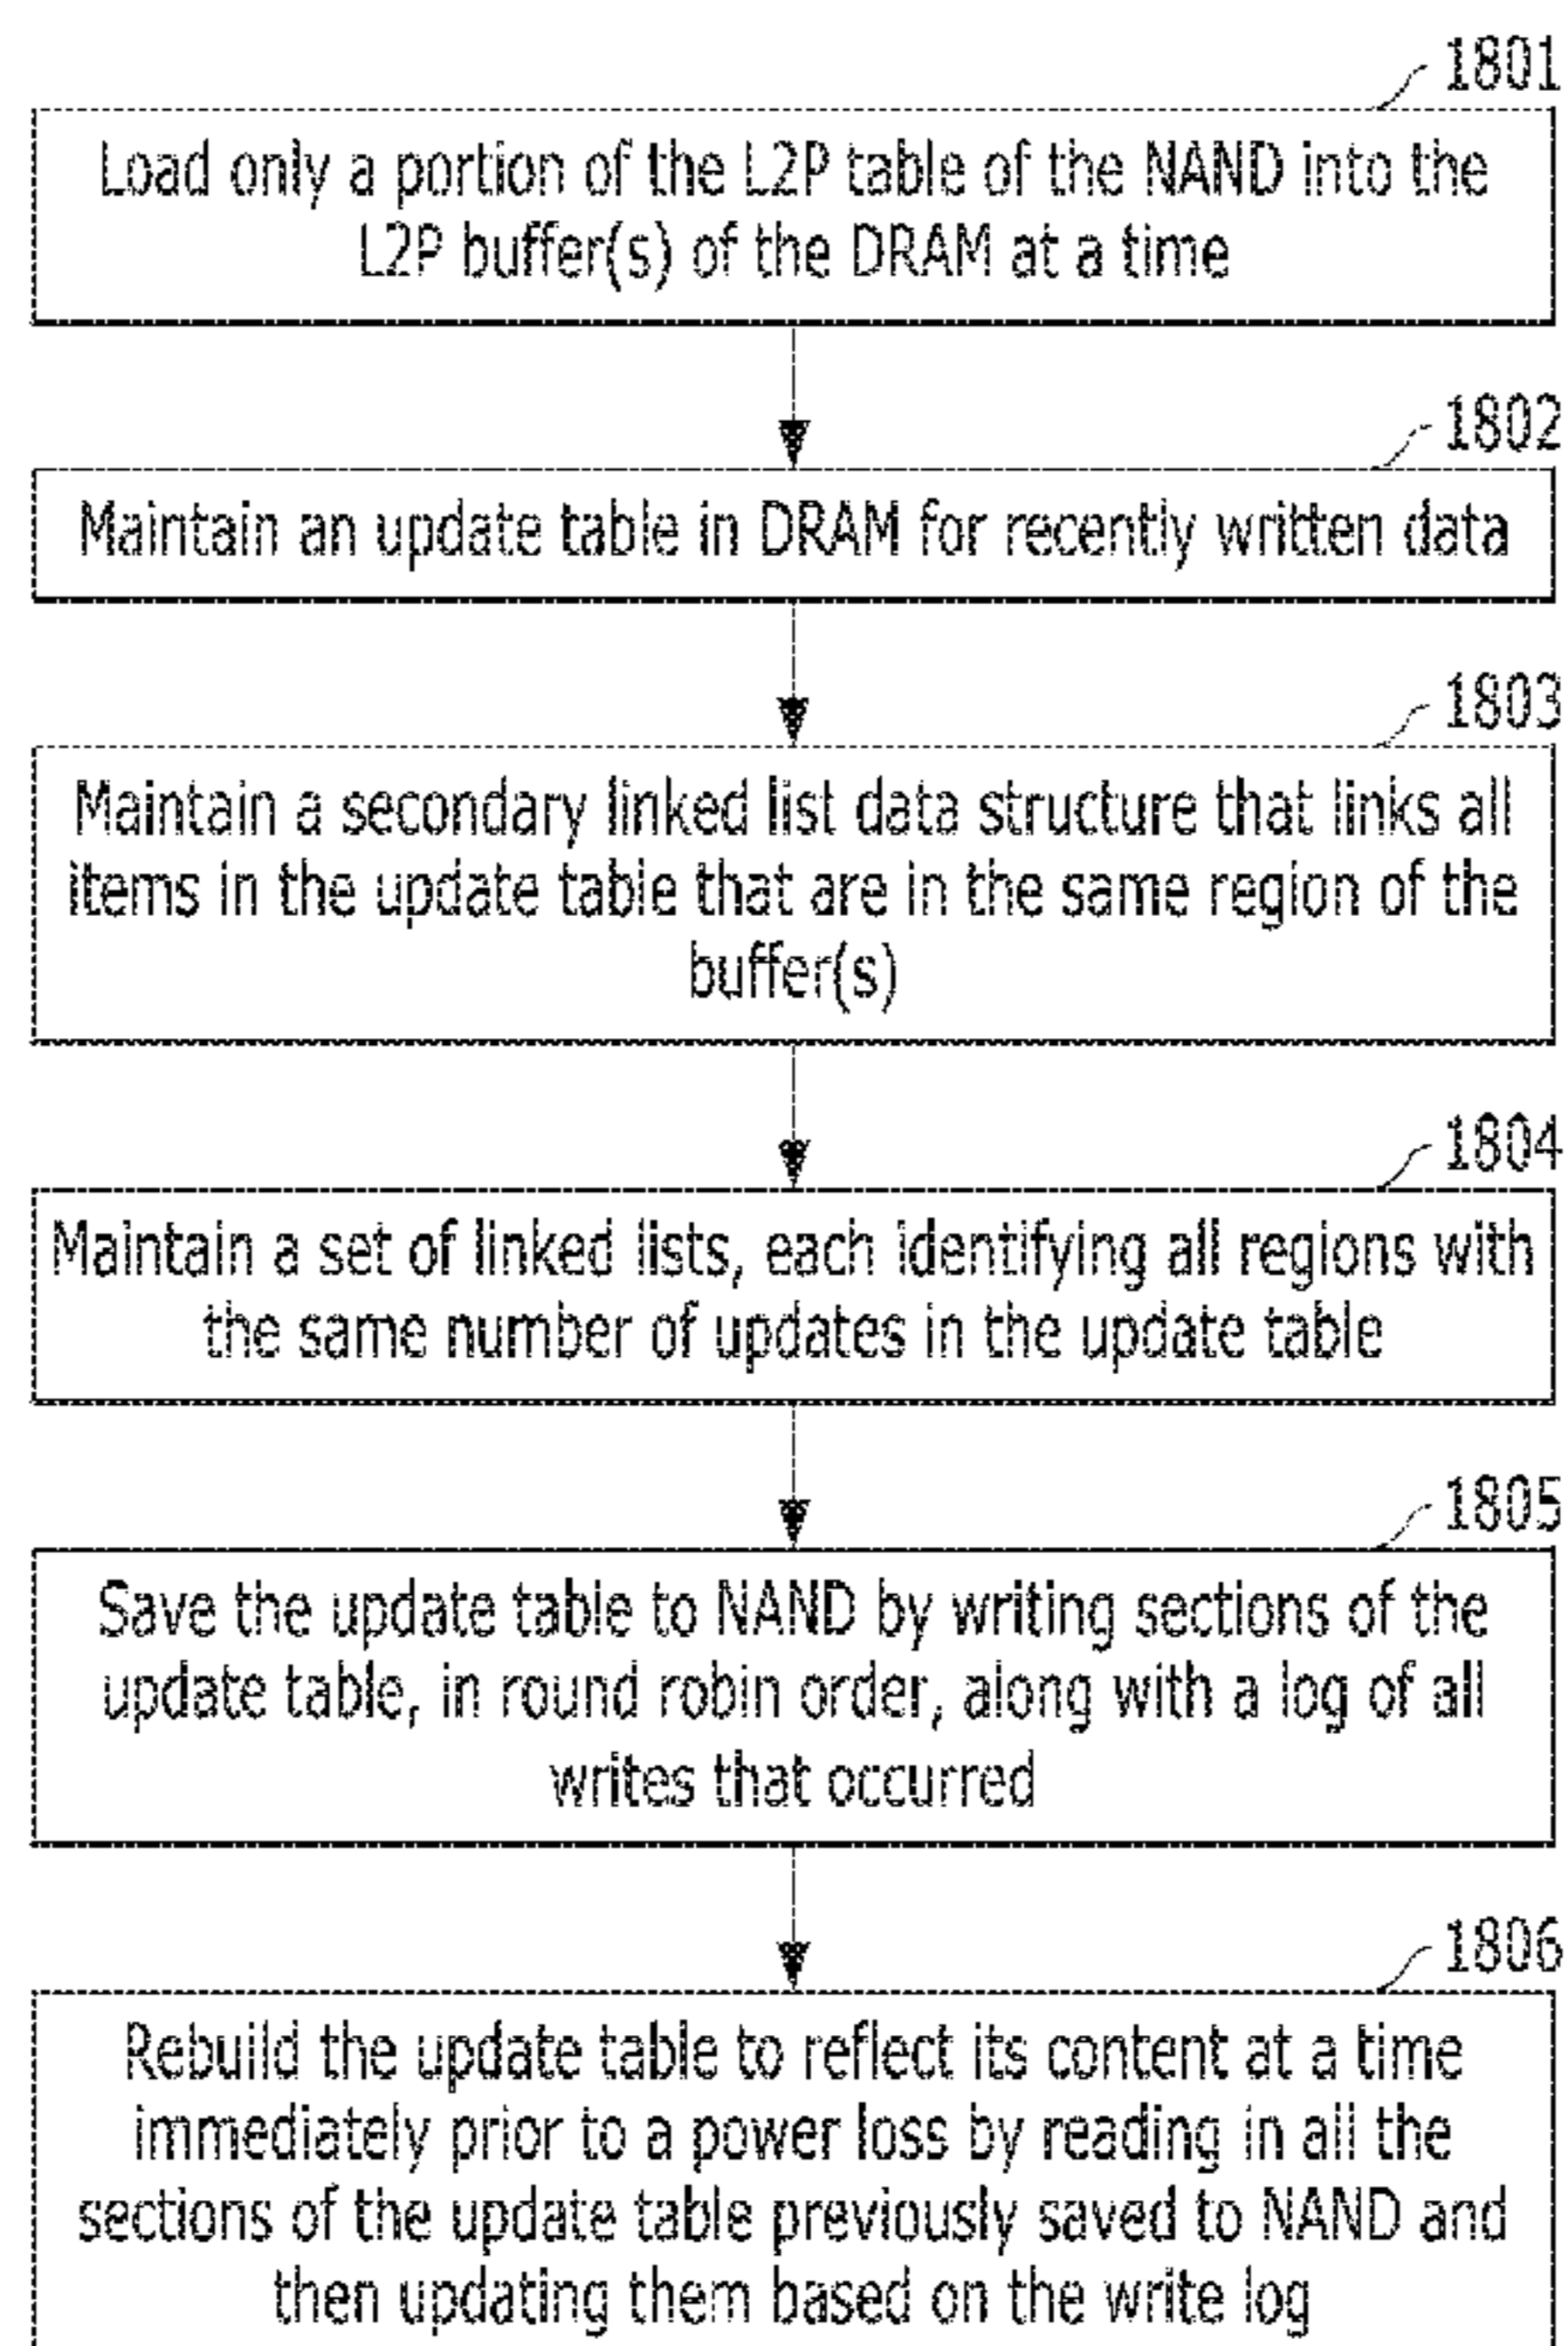 1801
Load only a portion of the L2P table of the NAND into the
L2P buffer(s) of the DRAM at a time
1802
Maintain an update table in DRAM for recently written data
1803
Maintain a secondary linked list data structure that links all
items in the update table that are in the same region of the
buffer(s)
1804
Maintain a set of linked lists, each identifying all regions with
the same number of updates in the update table
1805
Save the update table to NAND by writing sections of the
update table, in round robin order, along with a log of all
writes that occurred
1806
Rebuild the update table to reflect its content at a time
immediately prior to a power loss by reading in all the
sections of the update table previously saved to NAND and
then updating them based on the write log